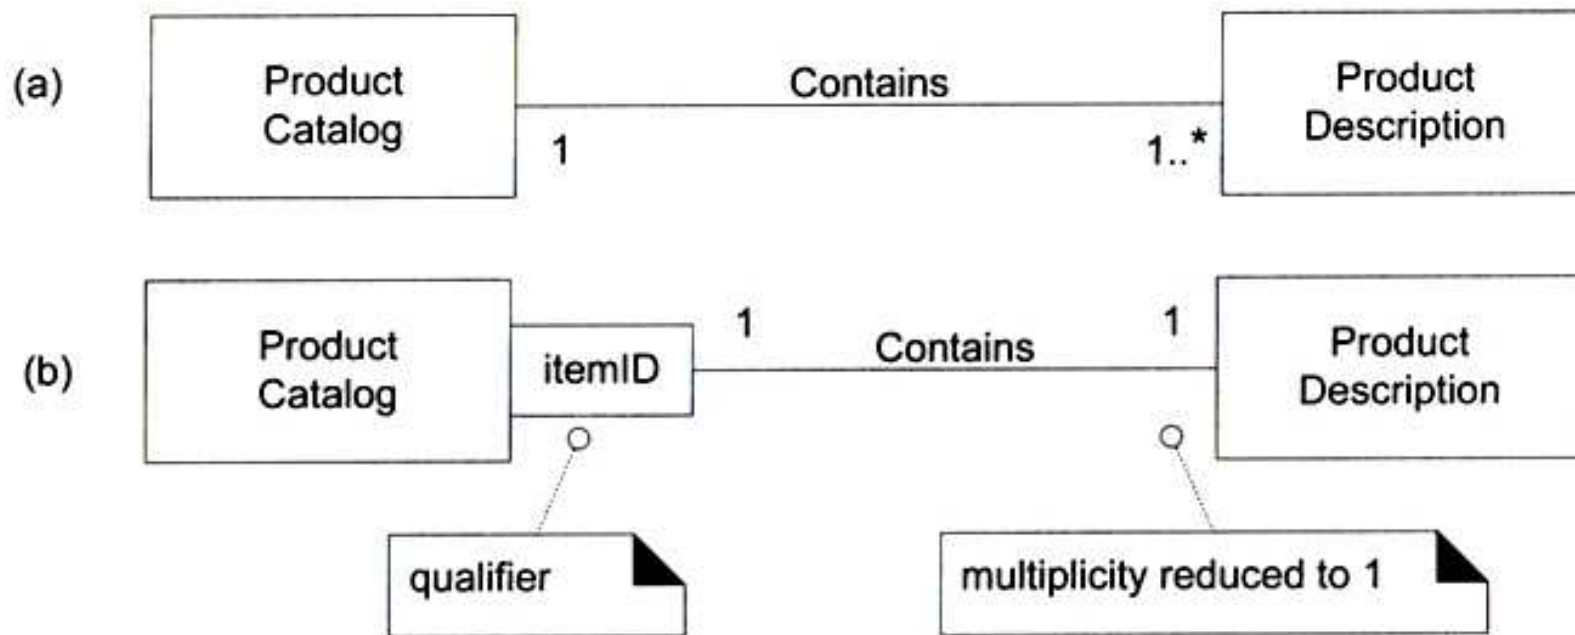 (a)
Product
Catalog
1
Contains
1..*
Product
Description
(b)
Product
Catalog
itemID
1
Contains
1
Product
Description
qualifier
multiplicity reduced to 1